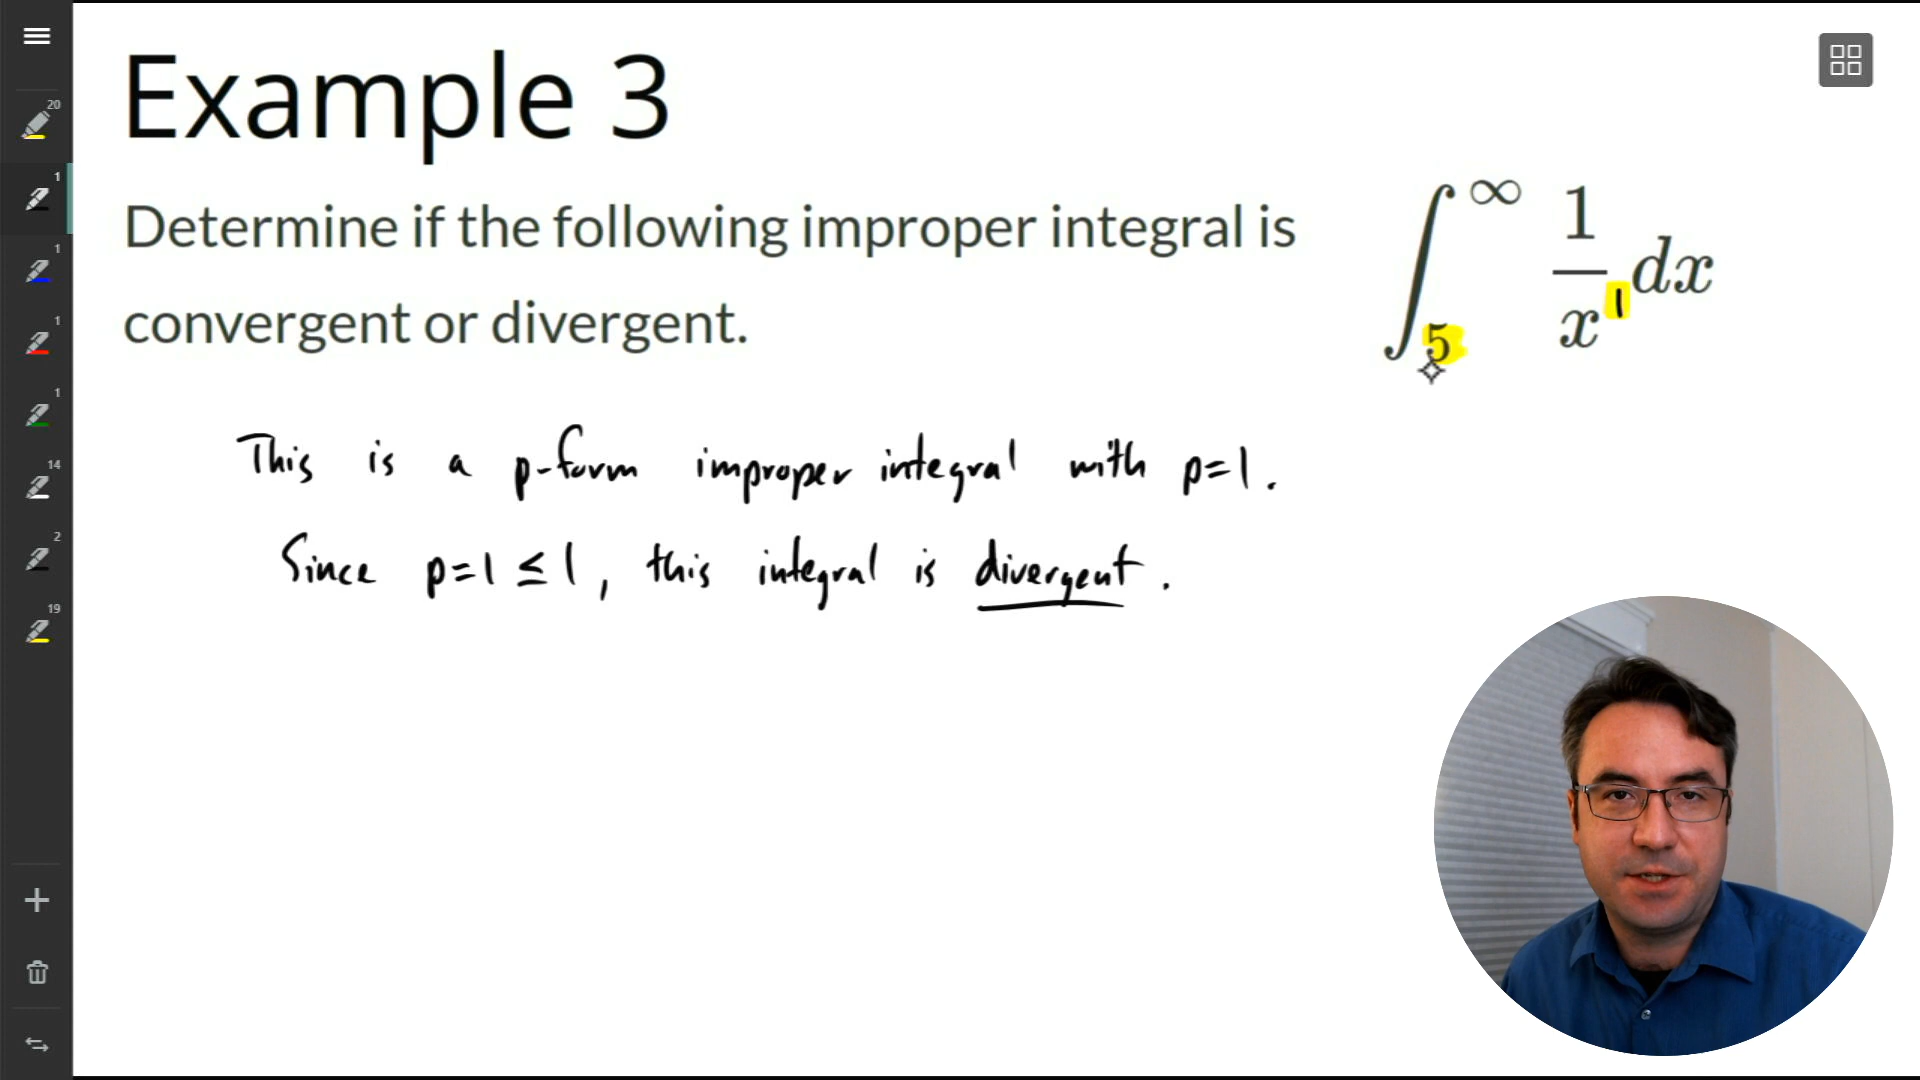 Example 3
Determine if the following improper integral is
convergent or divergent.
∫₅^∞ 1/x^1 dx
This is a p-form improper integral with p=1.
Since p=1 ≤ 1, this integral is divergent.
20
1
1
1
1
14
2
19